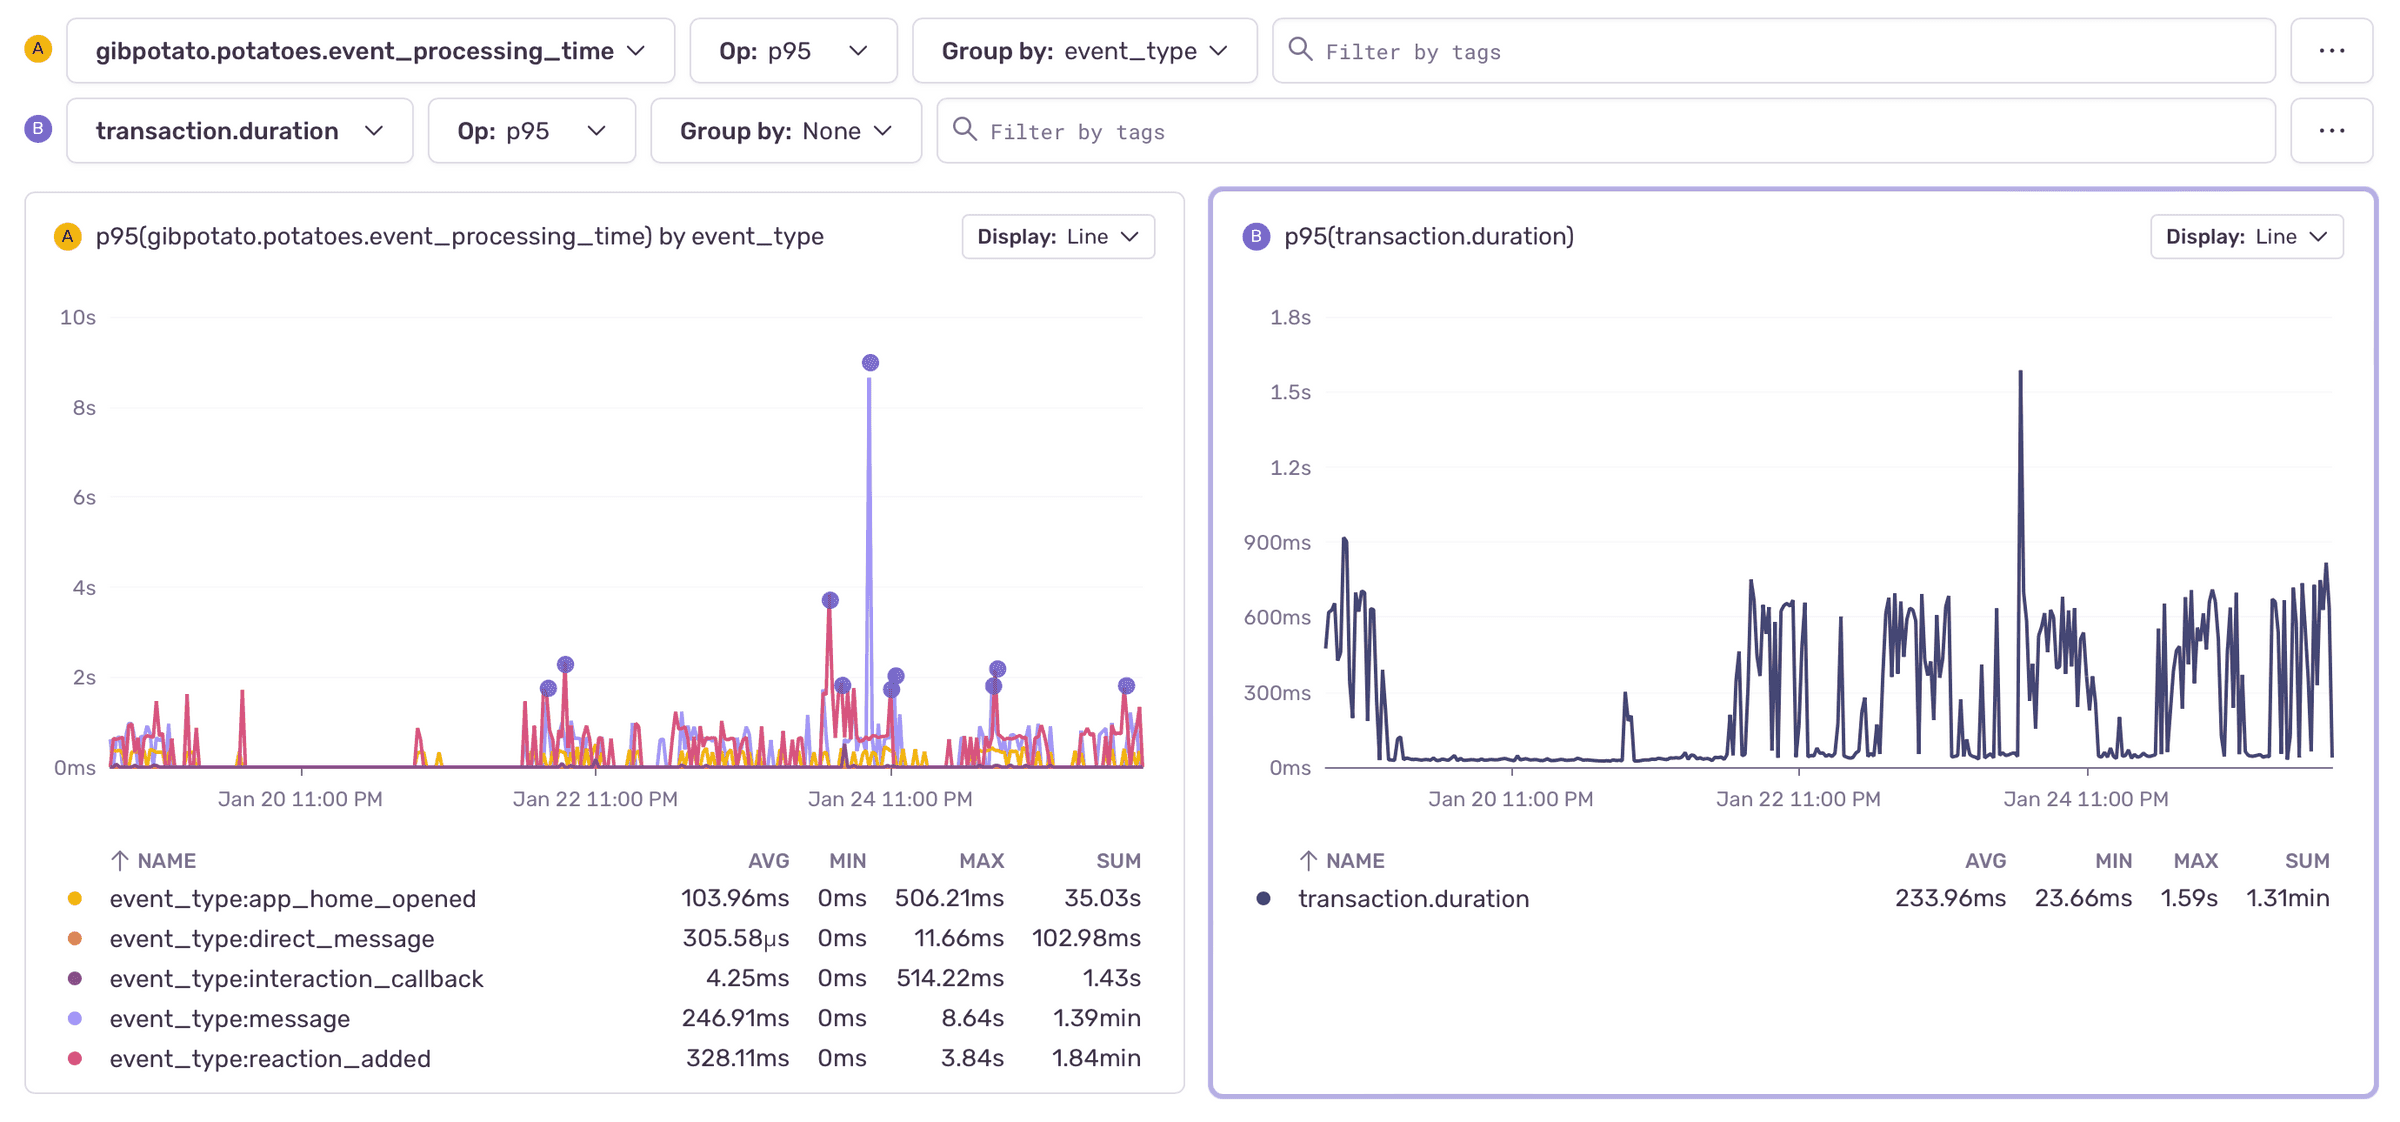 A gibpotato.potatoes.event_processing_time Op: p95 Group by: event_type Filter by tags ...
B transaction.duration Op: p95 Group by: None Filter by tags ...
A p95(gibpotato.potatoes.event_processing_time) by event_type Display: Line
10s
8s
6s
4s
2s
0ms
Jan 20 11:00 PM Jan 22 11:00 PM Jan 24 11:00 PM
↑ NAME AVG MIN MAX SUM
event_type:app_home_opened 103.96ms 0ms 506.21ms 35.03s
event_type:direct_message 305.58μs 0ms 11.66ms 102.98ms
event_type:interaction_callback 4.25ms 0ms 514.22ms 1.43s
event_type:message 246.91ms 0ms 8.64s 1.39min
event_type:reaction_added 328.11ms 0ms 3.84s 1.84min
B p95(transaction.duration) Display: Line
1.8s
1.5s
1.2s
900ms
600ms
300ms
0ms
Jan 20 11:00 PM Jan 22 11:00 PM Jan 24 11:00 PM
↑ NAME AVG MIN MAX SUM
transaction.duration 233.96ms 23.66ms 1.59s 1.31min